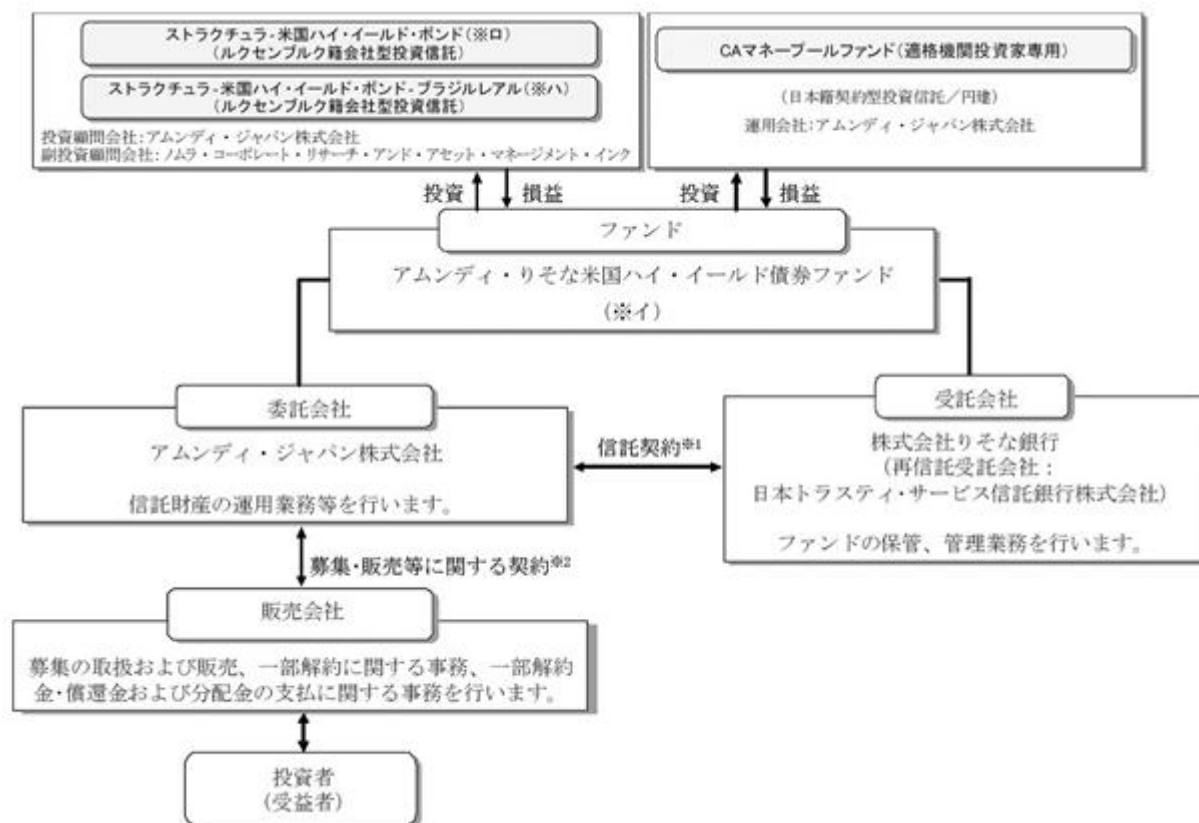 ストラクチュラ-米国ハイ・イールド・ボンド(※ロ)
(ルクセンブルク籍会社型投資信託)
ストラクチュラ-米国ハイ・イールド・ボンド-ブラジルレアル(※ハ)
(ルクセンブルク籍会社型投資信託)
投資顧問会社:アムンディ・ジャパン株式会社
副投資顧問会社:ノムラ・コーポレート・リサーチ・アンド・アセット・マネージメント・インク
CAマネープールファンド(適格機関投資家専用)
(日本籍契約型投資信託/円建)
運用会社:アムンディ・ジャパン株式会社
投資 損益 投資 損益
ファンド
アムンディ・りそな米国ハイ・イールド債券ファンド
(※イ)
委託会社
アムンディ・ジャパン株式会社
信託財産の運用業務等を行います。
信託契約※1
受託会社
株式会社りそな銀行
(再信託受託会社:
日本トラスティ・サービス信託銀行株式会社)
ファンドの保管、管理業務を行います。
募集・販売等に関する契約※2
販売会社
募集の取扱および販売、一部解約に関する事務、一部解約
金・償還金および分配金の支払に関する事務を行います。
投資者
(受益者)